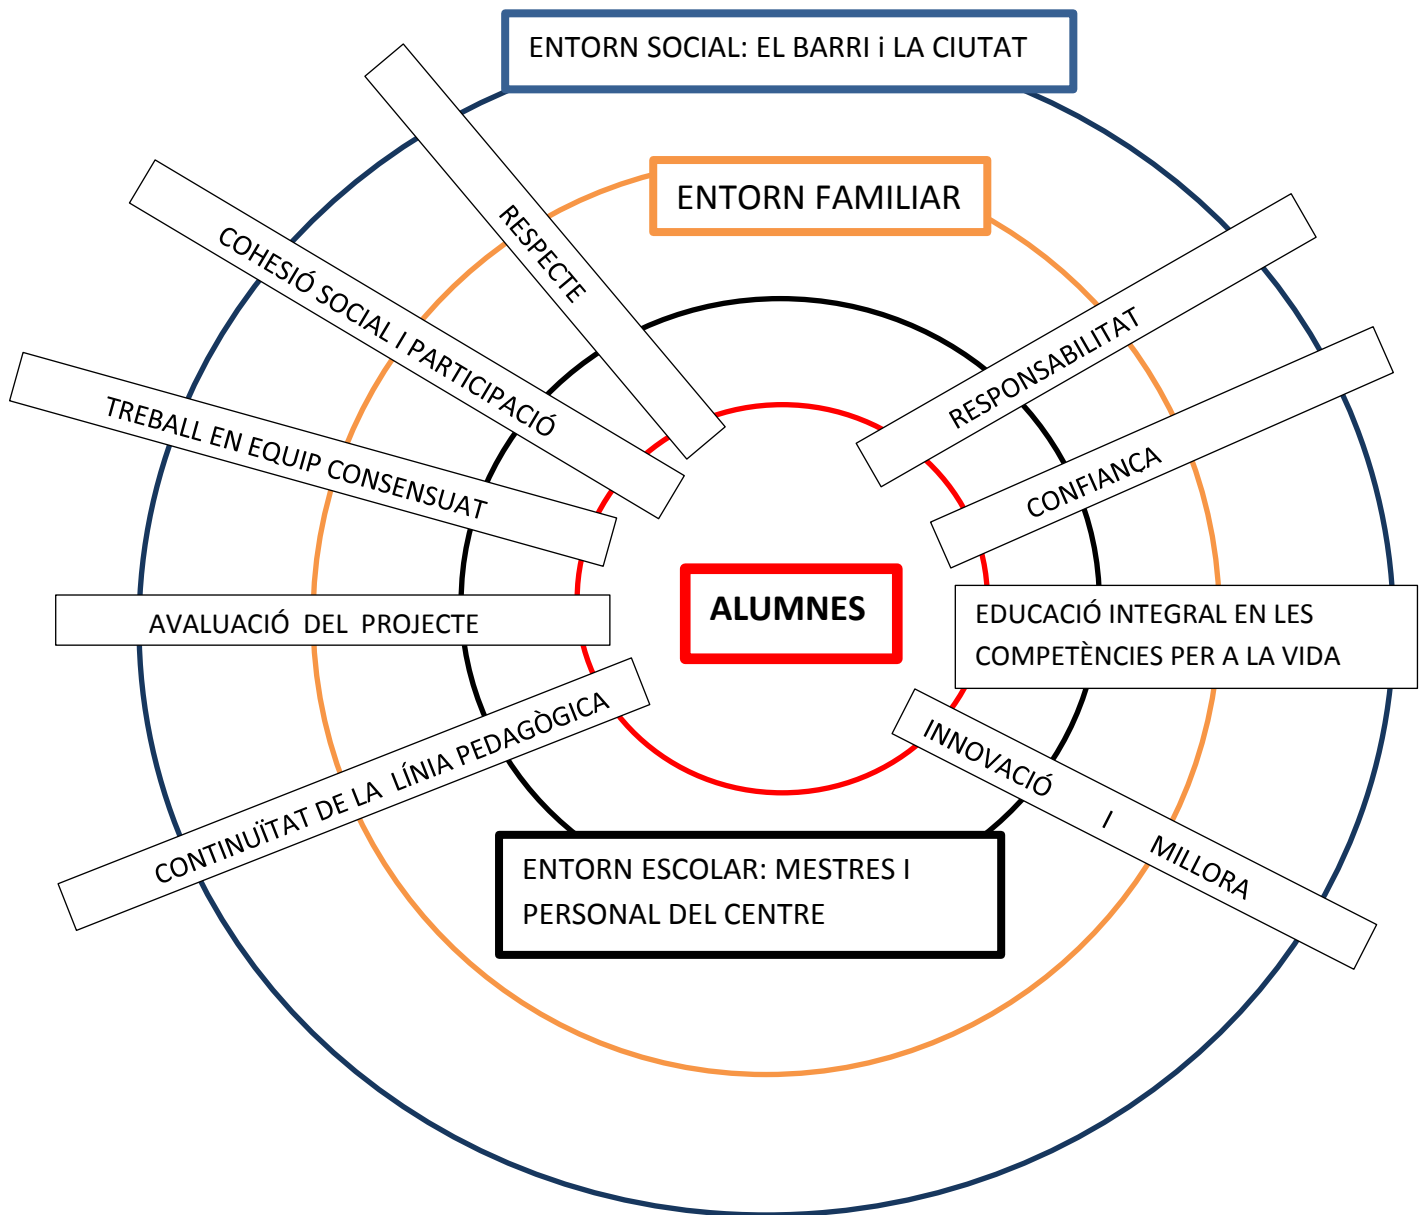 ENTORN SOCIAL: EL BARRI i LA CIUTAT
ENTORN FAMILIAR
RESPECTE
COHESIÓ SOCIAL I PARTICIPACIÓ
TREBALL EN EQUIP CONSENSUAT
AVALUACIÓ DEL PROJECTE
CONTINUÏTAT DE LA LÍNIA PEDAGÒGICA
ALUMNES
RESPONSABILITAT
CONFIANÇA
EDUCACIÓ INTEGRAL EN LES
COMPETÈNCIES PER A LA VIDA
INNOVACIÓ I MILLORA
ENTORN ESCOLAR: MESTRES I
PERSONAL DEL CENTRE